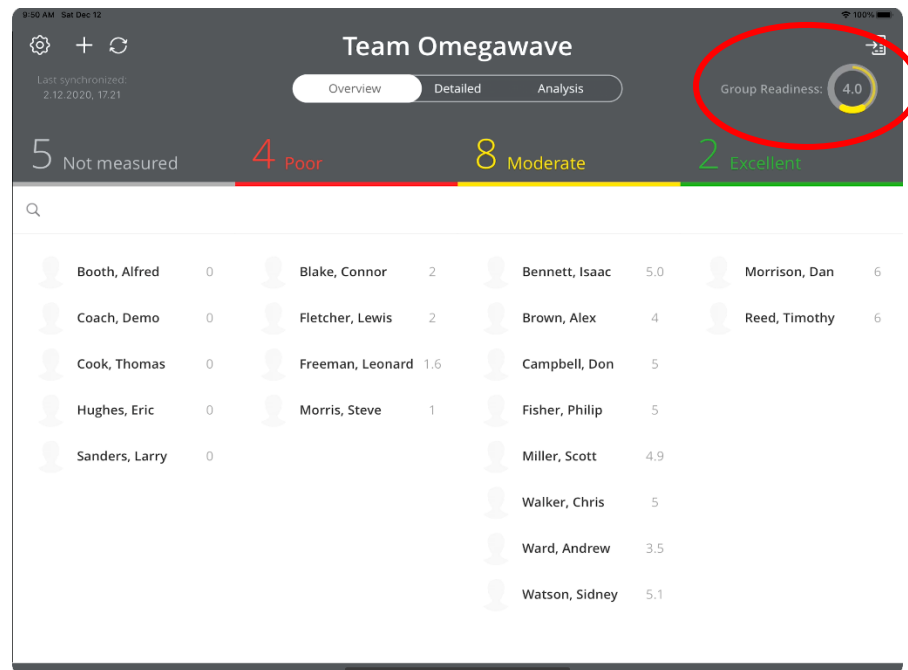 9:50 AM Sat Dec 12 100%
Team Omegawave
Last synchronized:
2.12.2020, 17.21
Overview Detailed Analysis
Group Readiness: 4.0
5 Not measured 4 Poor 8 Moderate 2 Excellent
Booth, Alfred 0 Blake, Connor 2 Bennett, Isaac 5.0 Morrison, Dan 6
Coach, Demo 0 Fletcher, Lewis 2 Brown, Alex 4 Reed, Timothy 6
Cook, Thomas 0 Freeman, Leonard 1.6 Campbell, Don 5
Hughes, Eric 0 Morris, Steve 1 Fisher, Philip 5
Sanders, Larry 0 Miller, Scott 4.9
Walker, Chris 5
Ward, Andrew 3.5
Watson, Sidney 5.1